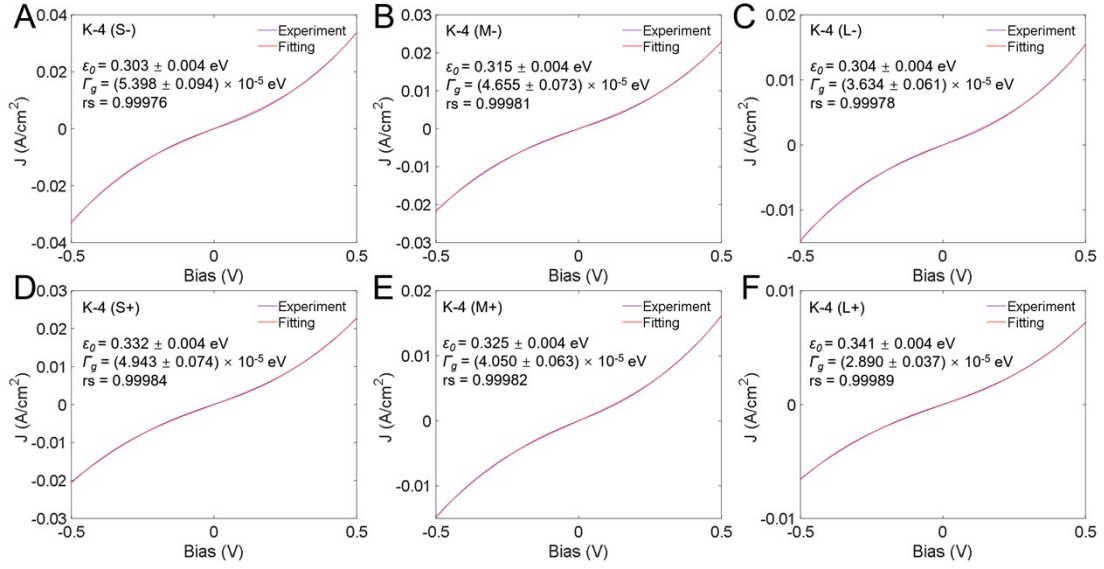 A
K-4 (S-)
Experiment
Fitting
ε₀ = 0.303 ± 0.004 eV
Γg = (5.398 ± 0.094) × 10⁻⁵ eV
rs = 0.99976
0.04
0.02
0
-0.02
-0.04
J (A/cm²)
-0.5
0
0.5
Bias (V)
B
K-4 (M-)
Experiment
Fitting
ε₀ = 0.315 ± 0.004 eV
Γg = (4.655 ± 0.073) × 10⁻⁵ eV
rs = 0.99981
0.03
0.02
0.01
0
-0.01
-0.02
-0.03
J (A/cm²)
-0.5
0
0.5
Bias (V)
C
K-4 (L-)
Experiment
Fitting
ε₀ = 0.304 ± 0.004 eV
Γg = (3.634 ± 0.061) × 10⁻⁵ eV
rs = 0.99978
0.01
0
-0.01
J (A/cm²)
-0.5
0
0.5
Bias (V)
D
K-4 (S+)
Experiment
Fitting
ε₀ = 0.332 ± 0.004 eV
Γg = (4.943 ± 0.074) × 10⁻⁵ eV
rs = 0.99984
0.03
0.02
0.01
0
-0.01
-0.02
-0.03
J (A/cm²)
-0.5
0
0.5
Bias (V)
E
K-4 (M+)
Experiment
Fitting
ε₀ = 0.325 ± 0.004 eV
Γg = (4.050 ± 0.063) × 10⁻⁵ eV
rs = 0.99982
0.01
0
-0.01
J (A/cm²)
-0.5
0
0.5
Bias (V)
F
K-4 (L+)
Experiment
Fitting
ε₀ = 0.341 ± 0.004 eV
Γg = (2.890 ± 0.037) × 10⁻⁵ eV
rs = 0.99989
0.01
0
-0.01
J (A/cm²)
-0.5
0
0.5
Bias (V)